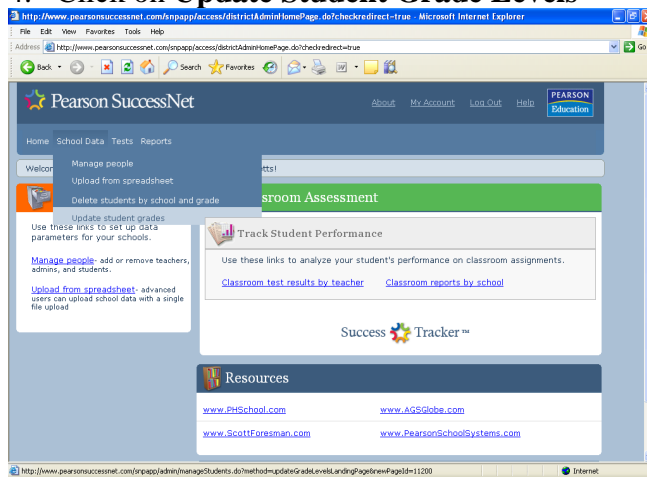 4. Click on Update Student Grade Levels
http://www.pearsonsuccessnet.com/snpapp/access/districtAdminHomePage.do?checkredirect=true - Microsoft Internet Explorer
File Edit View Favorites Tools Help
Address http://www.pearsonsuccessnet.com/snpapp/access/districtAdminHomePage.do?checkredirect=true Go
Back Search Favorites
Pearson SuccessNet About My Account Log Out Help PEARSON Education
Home School Data Tests Reports
Manage people
Upload from spreadsheet
Delete students by school and grade
Update student grades
Use these links to set up data
parameters for your schools.
Manage people- add or remove teachers,
admins, and students.
Upload from spreadsheet- advanced
users can upload school data with a single
file upload
sroom Assessment
Track Student Performance
Use these links to analyze your student's performance on classroom assignments.
Classroom test results by teacher Classroom reports by school
Success Tracker ™
Resources
www.PHSchool.com www.AGSGlobe.com
www.ScottForesman.com www.PearsonSchoolSystems.com
http://www.pearsonsuccessnet.com/snpapp/admin/manageStudents.do?method=updateGradeLevelsLandingPage&newPageId=11200 Internet